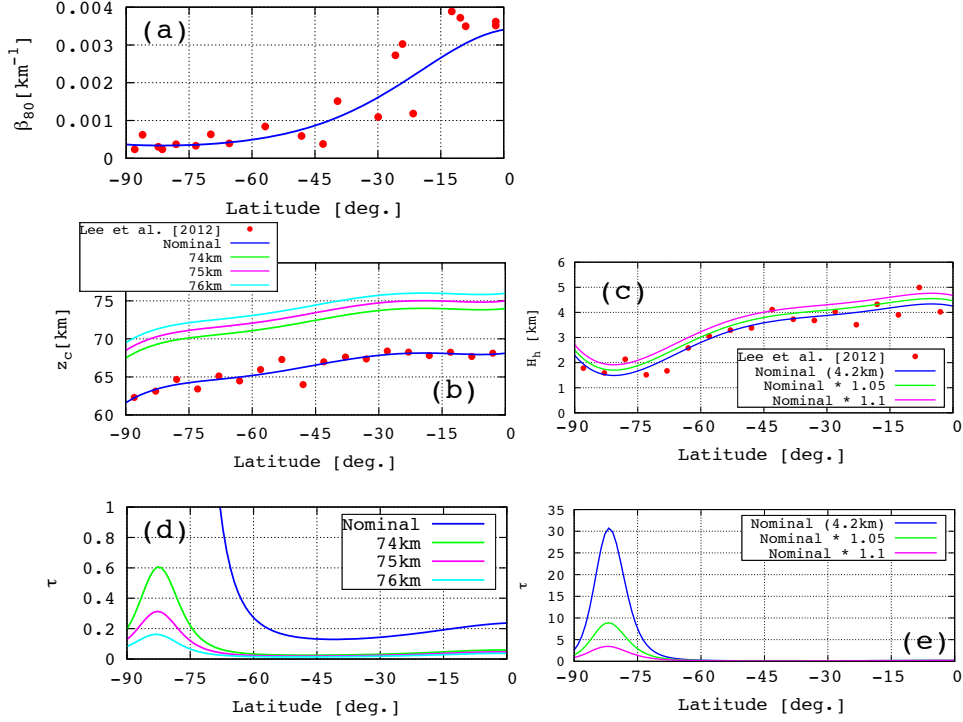 (a)
β80[km-1]
0.004
0.003
0.002
0.001
0
-90 -75 -60 -45 -30 -15 0
Latitude [deg.]
Lee et al. [2012]
Nominal
74km
75km
76km
(b)
zc[km]
80
75
70
65
60
-90 -75 -60 -45 -30 -15 0
Latitude [deg.]
(c)
Hh [km]
6
5
4
3
2
1
0
Lee et al. [2012]
Nominal (4.2km)
Nominal * 1.05
Nominal * 1.1
-90 -75 -60 -45 -30 -15 0
Latitude [deg.]
(d)
τ
1
0.8
0.6
0.4
0.2
0
Nominal
74km
75km
76km
-90 -75 -60 -45 -30 -15 0
Latitude [deg.]
(e)
τ
35
30
25
20
15
10
5
0
Nominal (4.2km)
Nominal * 1.05
Nominal * 1.1
-90 -75 -60 -45 -30 -15 0
Latitude [deg.]